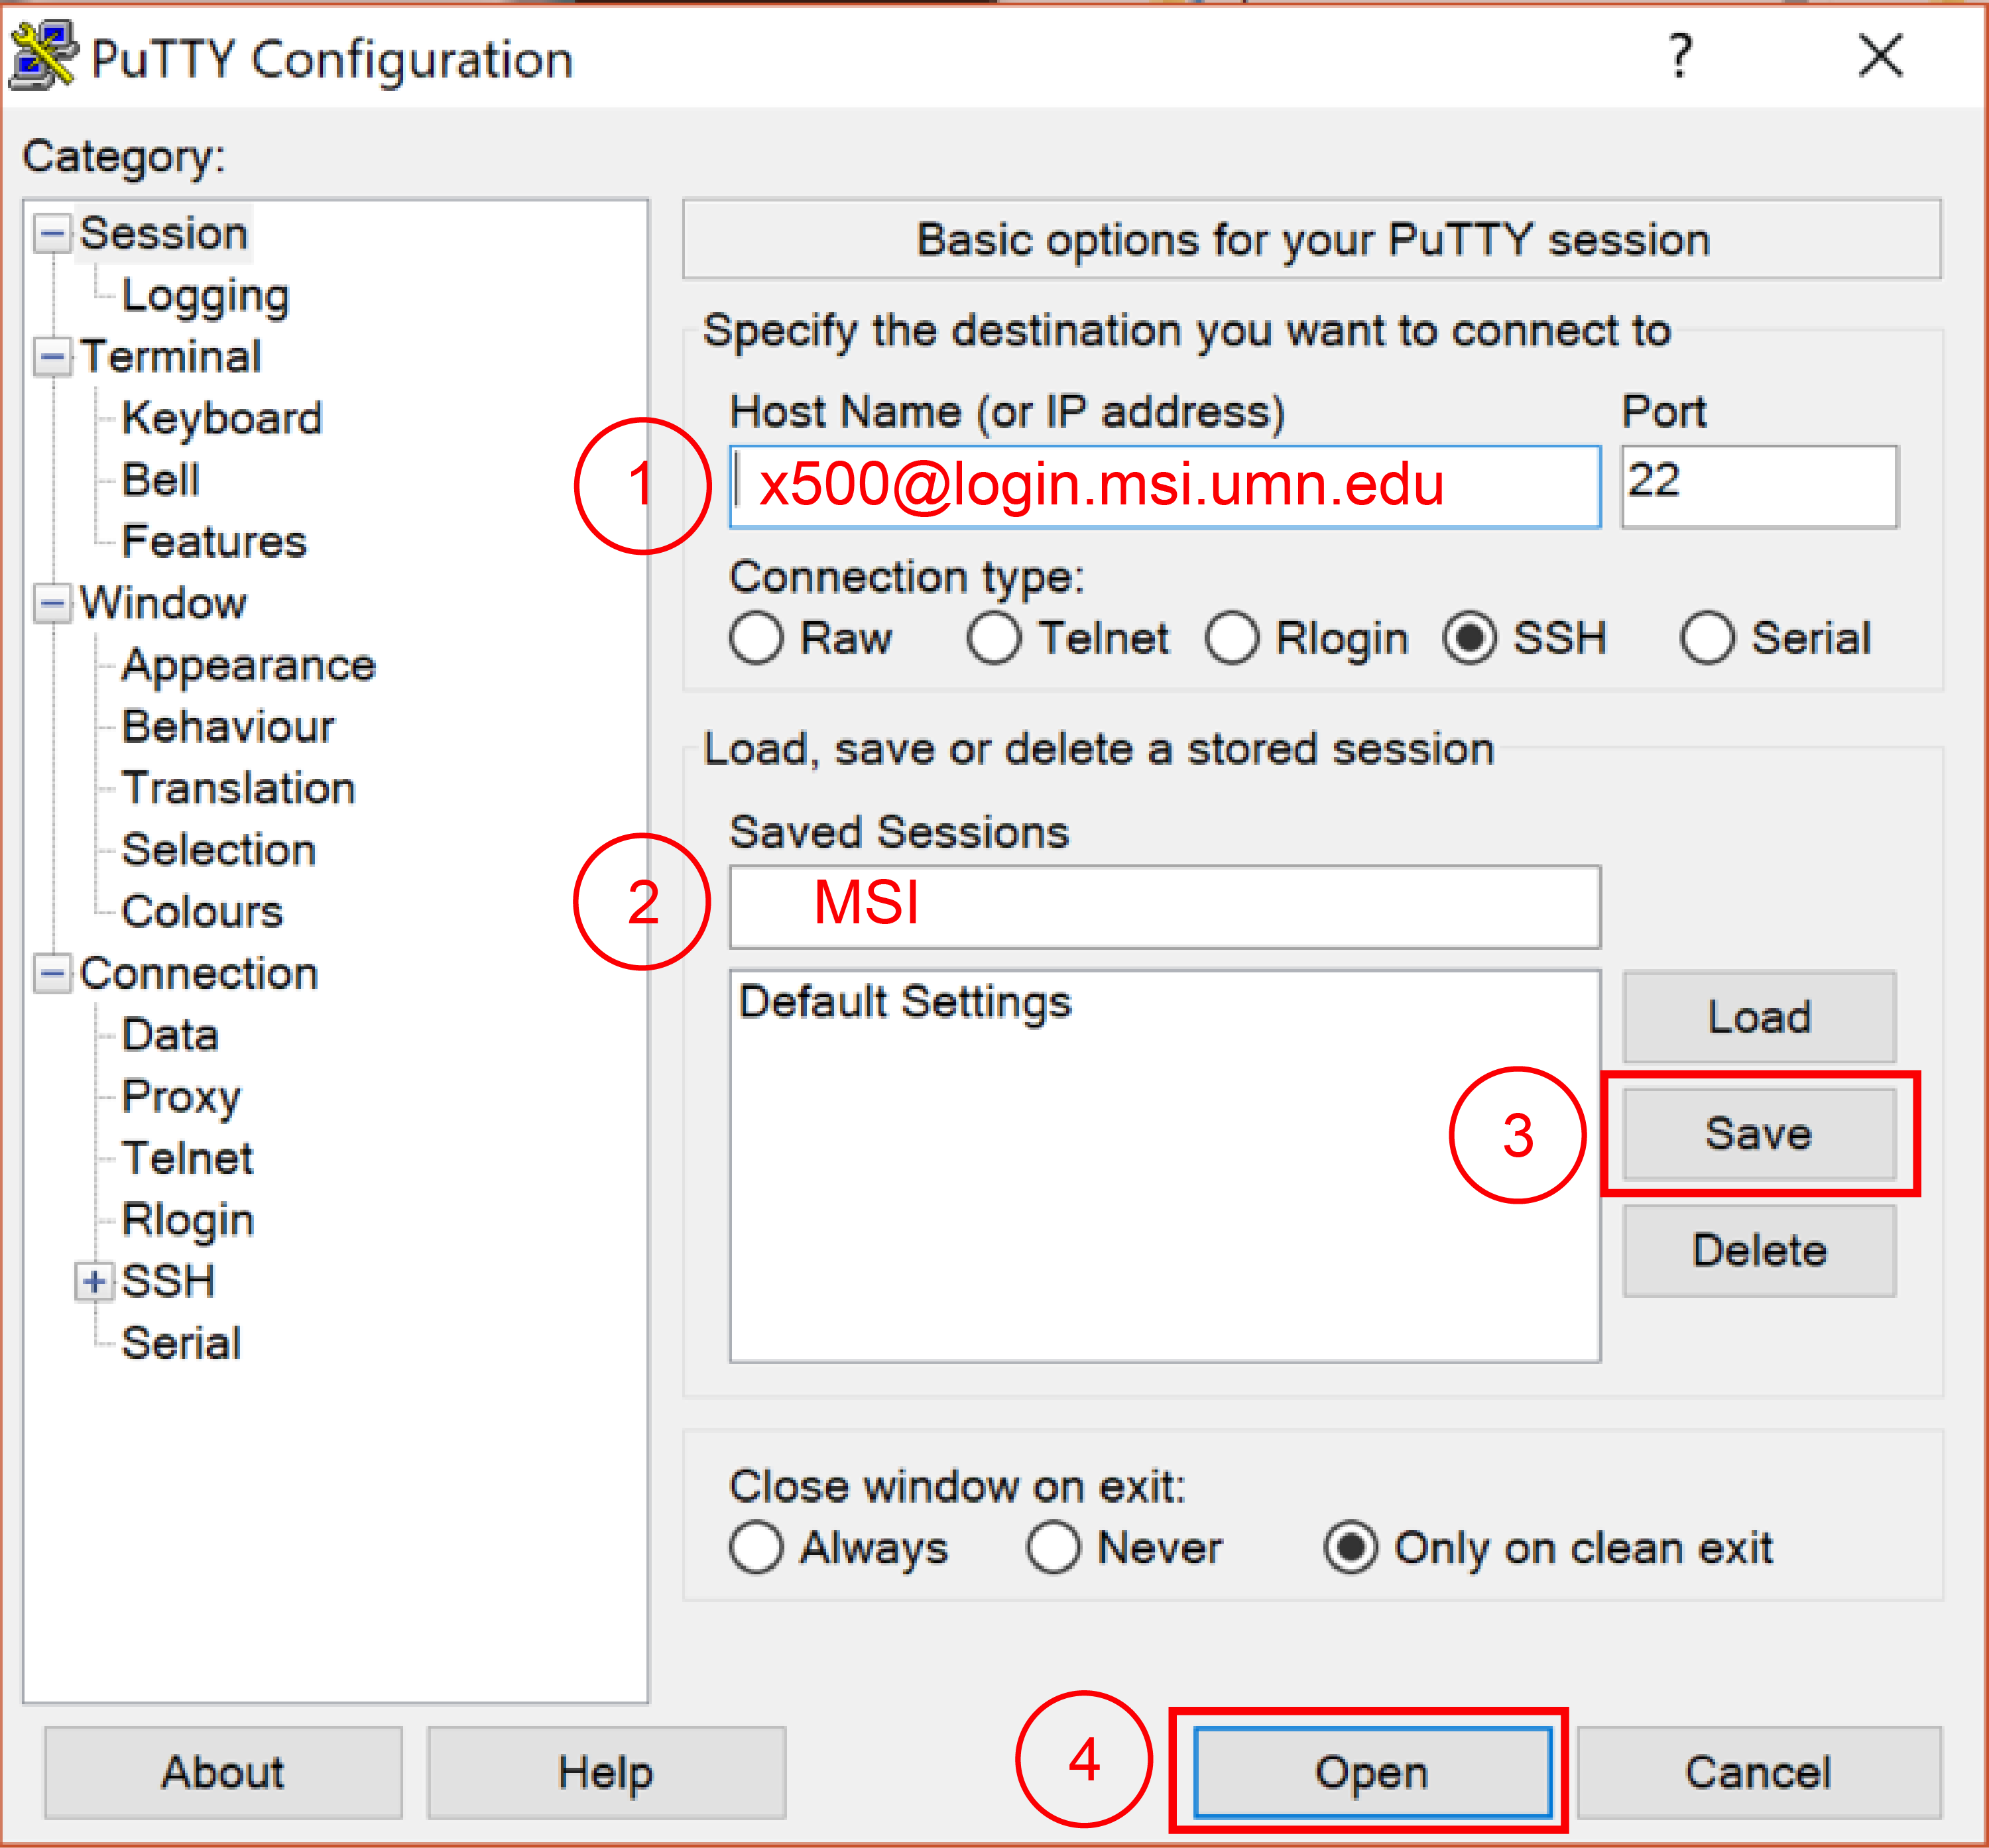 PuTTY Configuration
?
Category:
Session
Logging
Terminal
Keyboard
Bell
Features
Window
Appearance
Behaviour
Translation
Selection
Colours
Connection
Data
Proxy
Telnet
Rlogin
SSH
Serial
Basic options for your PuTTY session
Specify the destination you want to connect to
Host Name (or IP address) Port
1 x500@login.msi.umn.edu 22
Connection type:
Raw Telnet Rlogin SSH Serial
Load, save or delete a stored session
Saved Sessions
2 MSI
Default Settings
Load
3 Save
Delete
Close window on exit:
Always Never Only on clean exit
About Help 4 Open Cancel